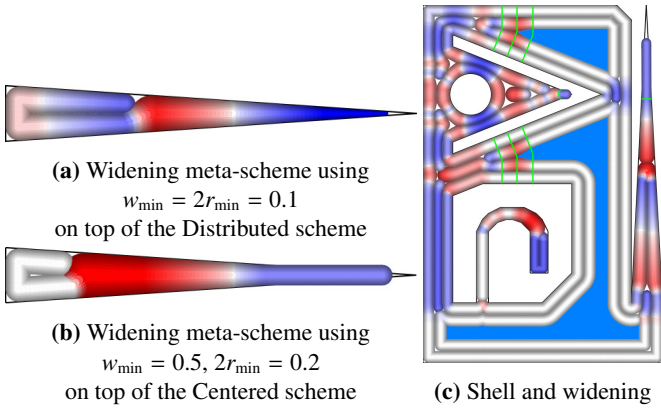 (a) Widening meta-scheme using
w_min = 2r_min = 0.1
on top of the Distributed scheme
(b) Widening meta-scheme using
w_min = 0.5, 2r_min = 0.2
on top of the Centered scheme
(c) Shell and widening